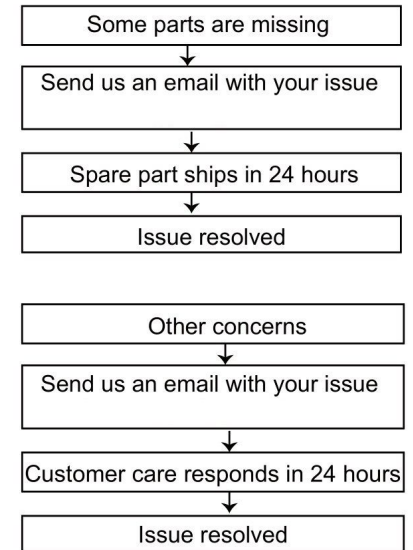 Some parts are missing
Send us an email with your issue
Spare part ships in 24 hours
Issue resolved
Other concerns
Send us an email with your issue
Customer care responds in 24 hours
Issue resolved